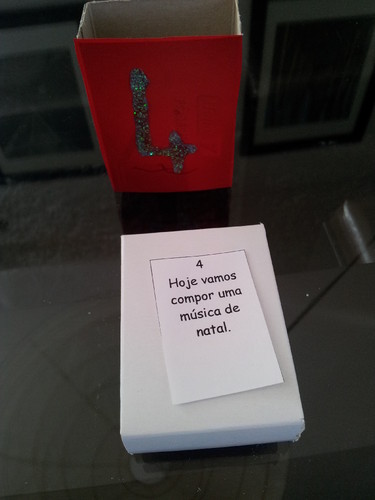 4
4
Hoje vamos
compor uma
música de
natal.